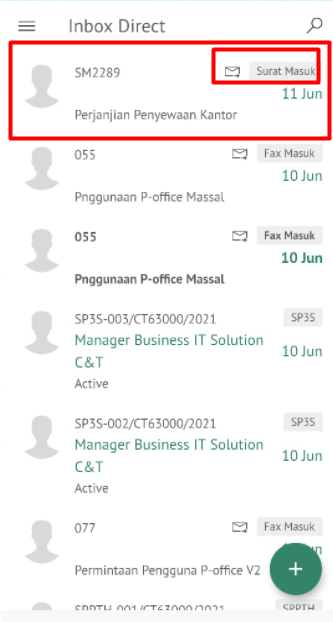 Inbox Direct
SM2289 Surat Masuk
11 Jun
Perjanjian Penyewaan Kantor
055 Fax Masuk
10 Jun
Pnggunaan P-office Massal
055 Fax Masuk
10 Jun
Pnggunaan P-office Massal
SP3S-003/CT63000/2021 SP3S
Manager Business IT Solution
C&T
10 Jun
Active
SP3S-002/CT63000/2021 SP3S
Manager Business IT Solution
C&T
10 Jun
Active
077 Fax Masuk
Permintaan Pengguna P-office V2
+
SPPTH-001/CT63000/2021 SPPTH